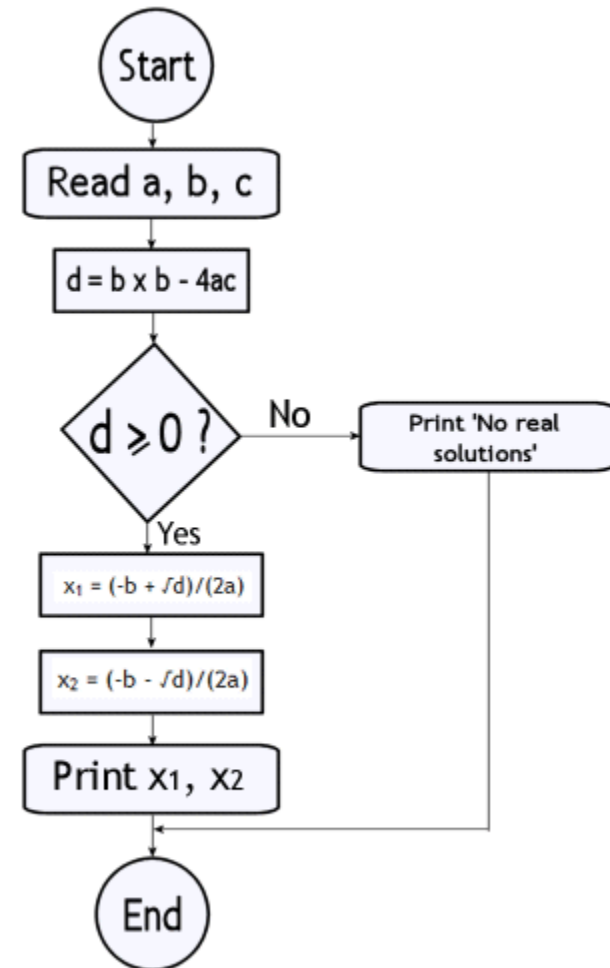 Start
Read a, b, c
d = b x b - 4ac
d ⩾ 0 ?
No
Print 'No real
solutions'
Yes
x₁ = (-b + √d)/(2a)
x₂ = (-b - √d)/(2a)
Print x₁, x₂
End